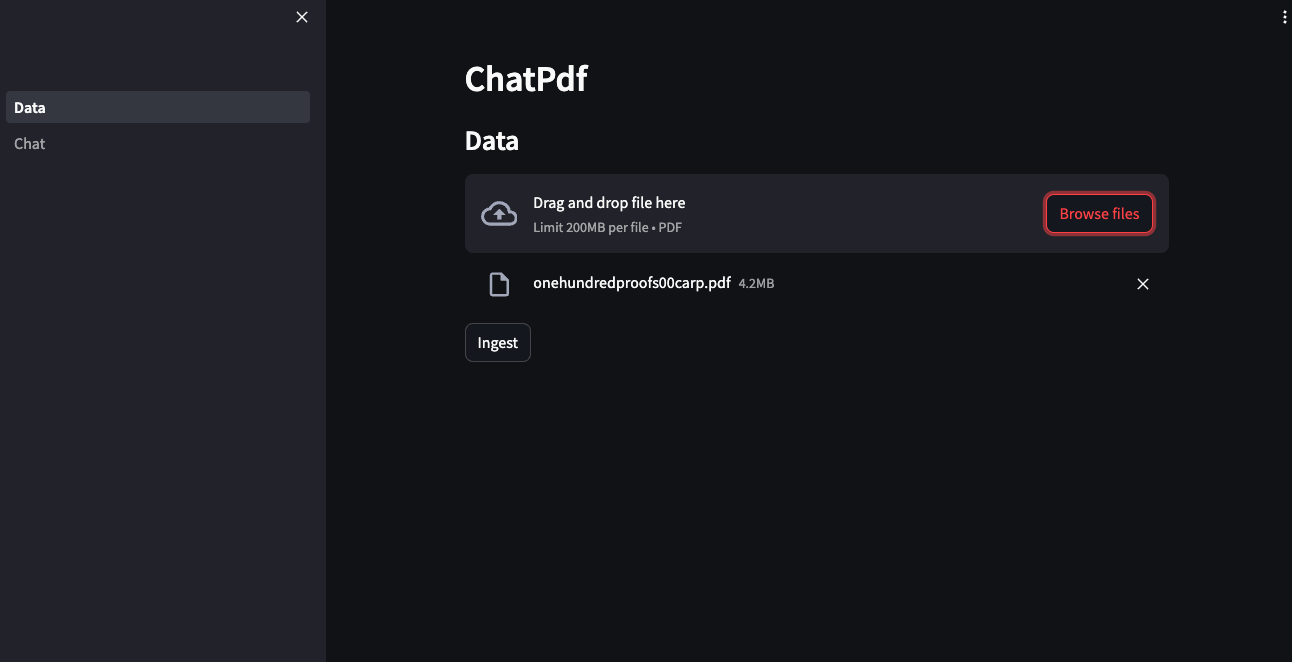 Data
Chat
ChatPdf
Data
Drag and drop file here
Limit 200MB per file • PDF
Browse files
onehundredproofs00carp.pdf 4.2MB
Ingest